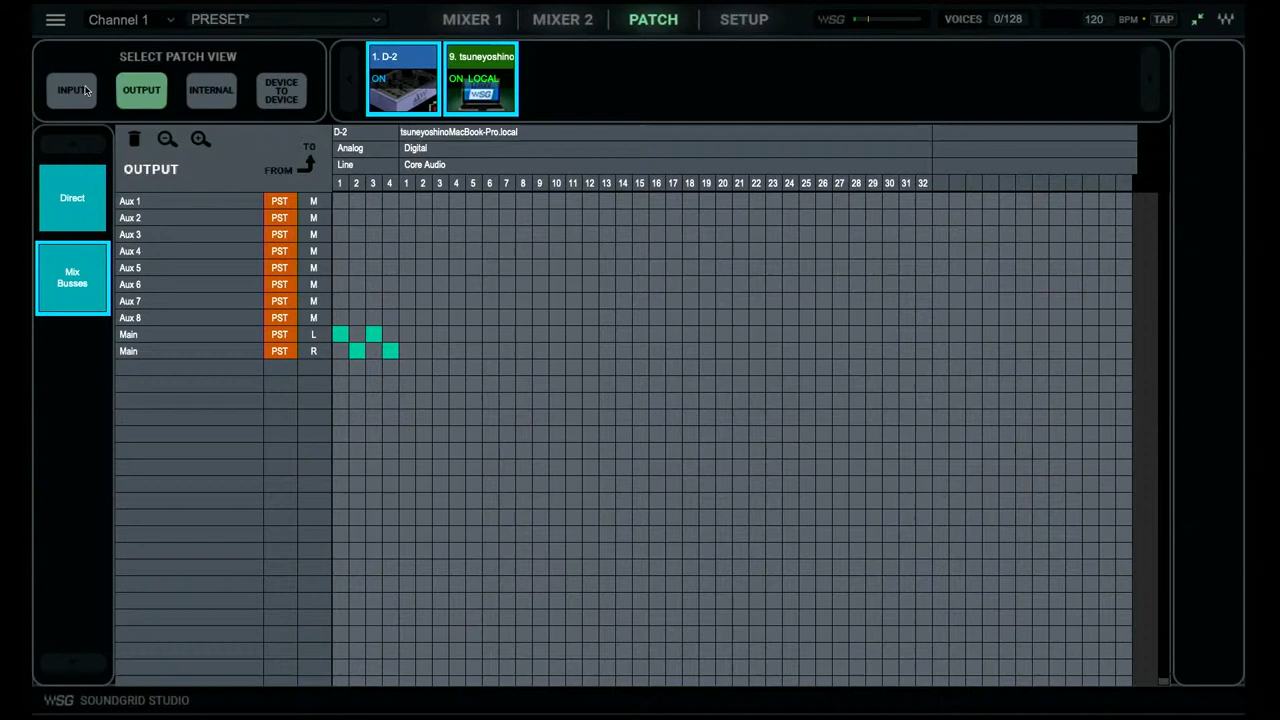 Channel 1 PRESET* MIXER 1 MIXER 2 PATCH SETUP WSG VOICES 0/128 120 BPM TAP
SELECT PATCH VIEW
INPUT OUTPUT INTERNAL DEVICE TO DEVICE
1. D-2
ON
9. tsuneyoshino
ON LOCAL
WSG
Direct
Mix
Busses
OUTPUT
FROM
TO
D-2 tsuneyoshinoMacBook-Pro.local
Analog Digital
Line Core Audio
1 2 3 4 1 2 3 4 5 6 7 8 9 10 11 12 13 14 15 16 17 18 19 20 21 22 23 24 25 26 27 28 29 30 31 32
Aux 1 PST M
Aux 2 PST M
Aux 3 PST M
Aux 4 PST M
Aux 5 PST M
Aux 6 PST M
Aux 7 PST M
Aux 8 PST M
Main PST L
Main PST R
WSG SOUNDGRID STUDIO